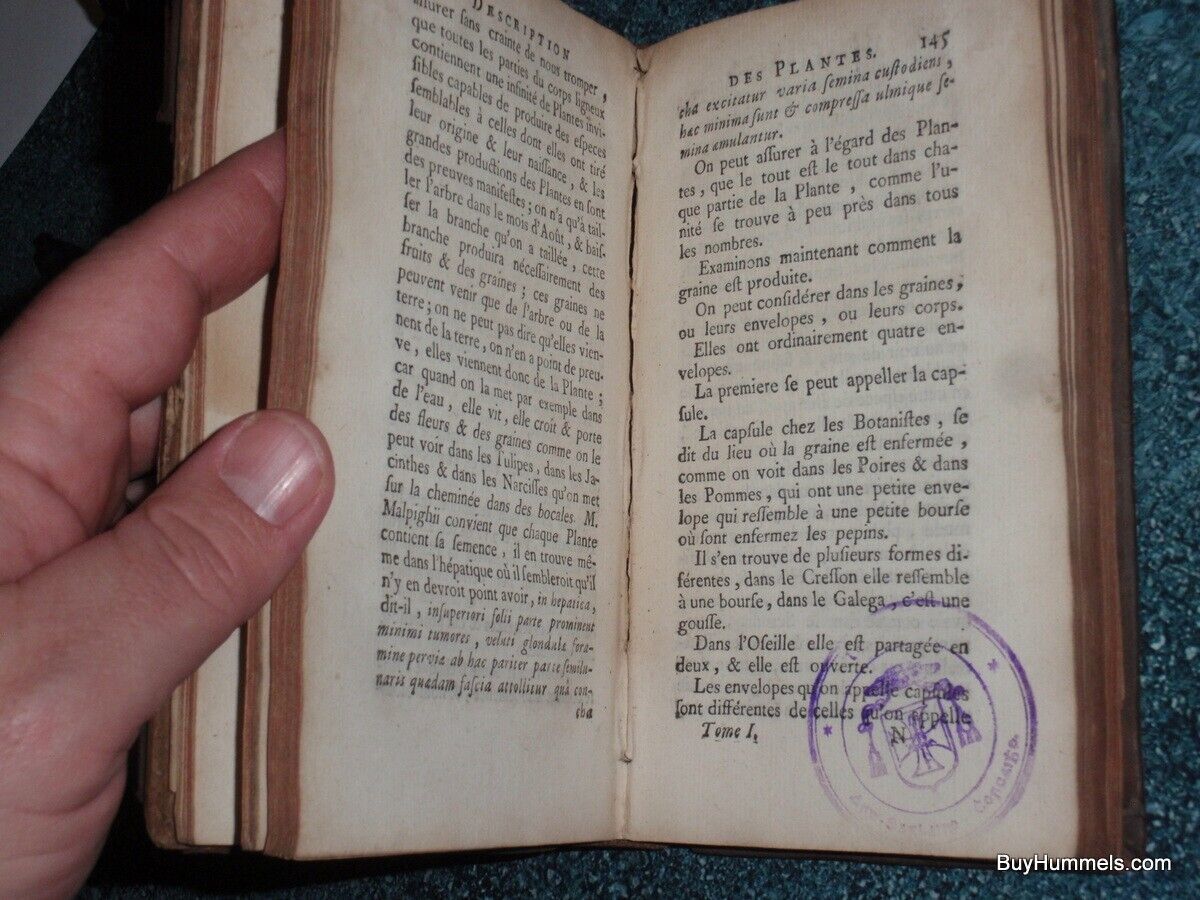 DESCRIPTION
assurer sans crainte de nous tromper,
que toutes les parties du corps ligneux
contiennent une infinité de Plantes invi-
sibles capables de produire des especes
semblables à celles dont elles ont tiré
leur origine & leur naissance, & les
grandes productions des Plantes en sont
des preuves manifestes; on n'a qu'à tail-
ler l'arbre dans le mois d'Août, & bais-
ser la branche qu'on a taillée, cette
branche produira nécessairement des
fruits & des graines; ces graines ne
peuvent venir que de l'arbre ou de la
terre; on ne peut pas dire qu'elles vien-
nent de la terre, on n'en a point de preu-
ve, elles viennent donc de la Plante;
car quand on la met par exemple dans
de l'eau, elle vit, elle croit & porte
des fleurs & des graines comme on le
peut voir dans les Tulipes, dans les Ja-
cinthes & dans les Narcisses qu'on met
sur la cheminée dans des bocales. M.
Malpighii convient que chaque Plante
contient sa semence, il en trouve mê-
me dans l'hépatique où il sembleroit qu'il
n'y en devroit point avoir, in hepatica,
dit-il, insuperiori folii parte prominent
minimi tumores, veluti glondula fora-
mine pervia ab hac pariter parte semilu-
naris quadam fascia attollitur quâ con-
cha
DES PLANTES. 145
cha excitatur varia semina custodiens,
hac minima sunt & compressa ulmique se-
mina amulantur.
On peut assurer à l'égard des Plan-
tes, que le tout est le tout dans cha-
que partie de la Plante, comme l'u-
nité se trouve à peu près dans tous
les nombres.
Examinons maintenant comment la
graine est produite.
On peut considérer dans les graines,
ou leurs envelopes, ou leurs corps.
Elles ont ordinairement quatre en-
velopes.
La premiere se peut appeller la cap-
sule.
La capsule chez les Botanistes, se
dit du lieu où la graine est enfermée,
comme on voit dans les Poires & dans
les Pommes, qui ont une petite enve-
lope qui ressemble à une petite bourse
où sont enfermez les pepins.
Il s'en trouve de plusieurs formes dif-
férentes, dans le Cresson elle ressemble
à une bourse, dans le Galega, c'est une
gousse.
Dans l'Oseille elle est partagée en
deux, & elle est ouverte.
Les envelopes qu'on appelle capsules
sont différentes de celles qu'on appelle
Tome I. N
BuyHummels.com